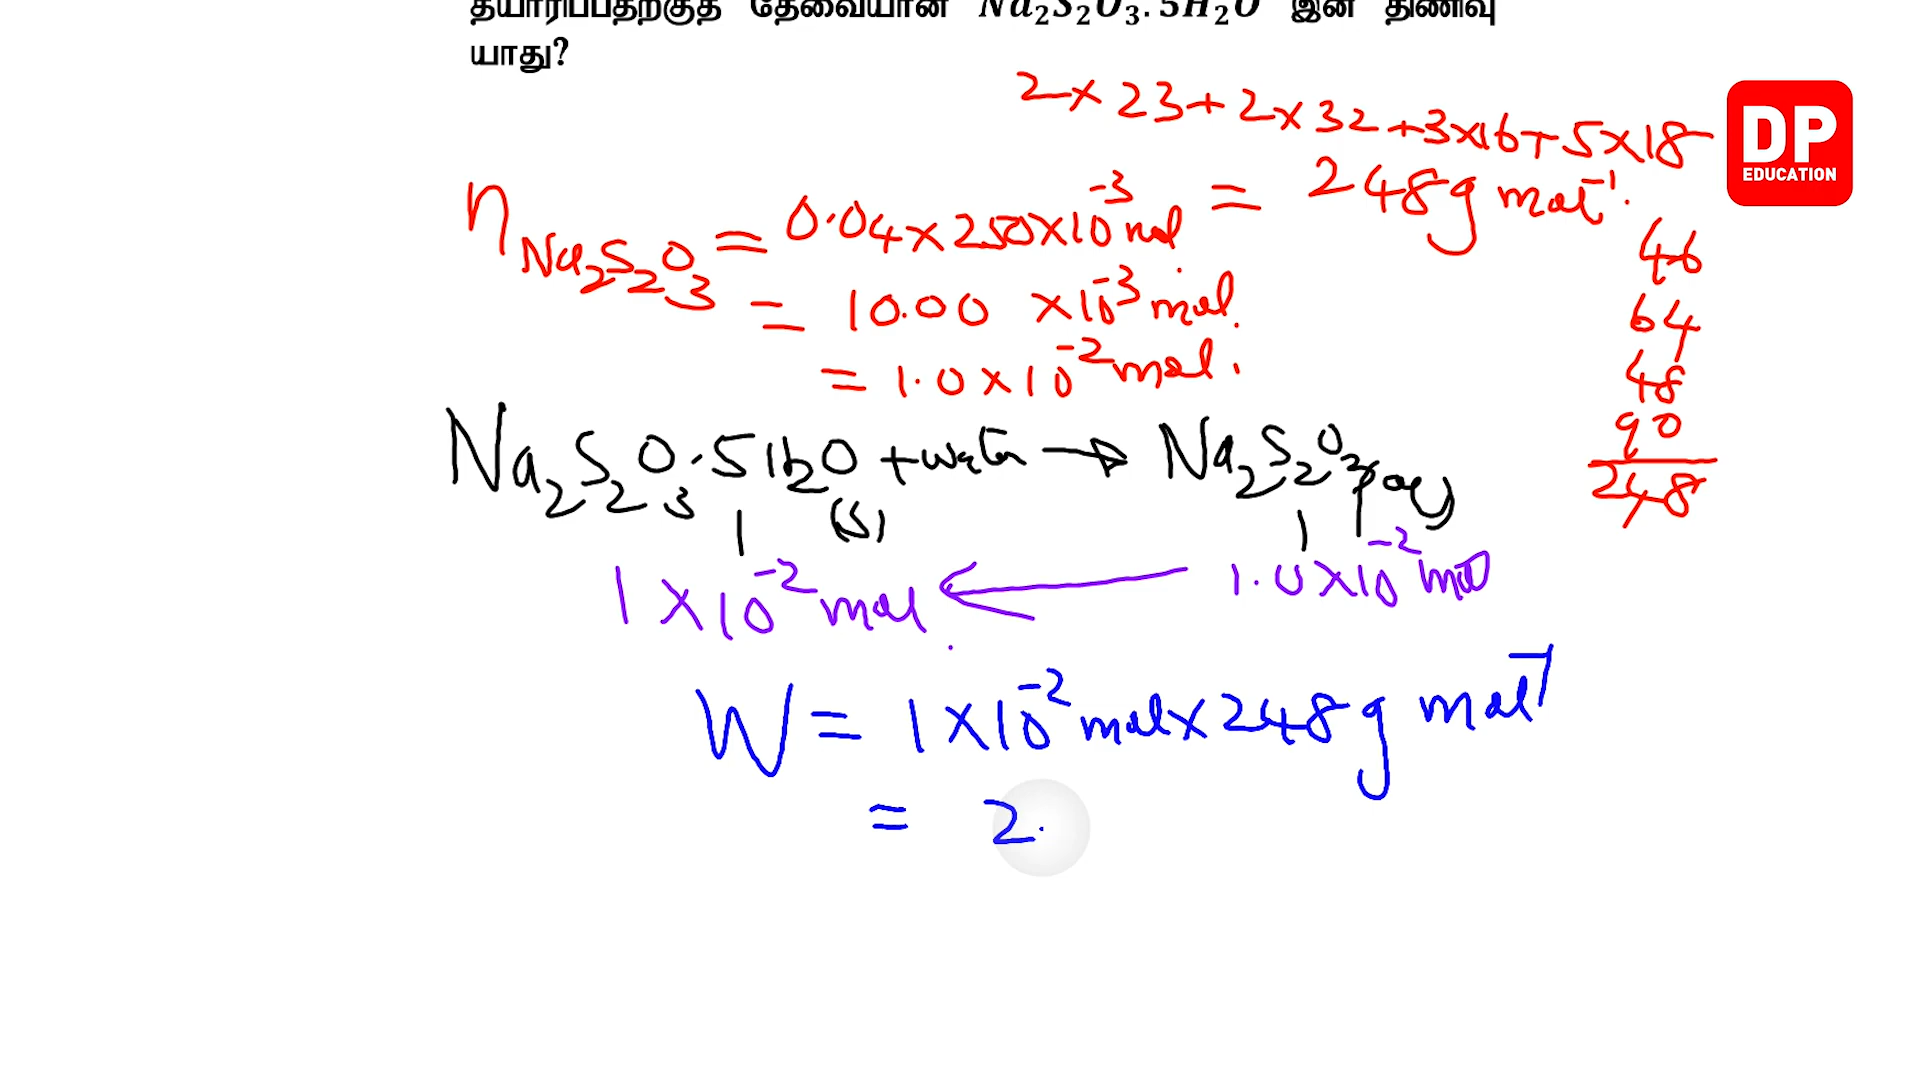 தயாரிப்பதற்குத் தேவையான Na₂S₂O₃.5H₂O இன் திணிவு
யாது?
2×23+2×32+3×16+5×18
= 248g mol⁻¹.
DP
EDUCATION
n Na₂S₂O₃ = 0.04×250×10⁻³ mol
= 10.00 ×10⁻³ mol.
= 1.0×10⁻² mol.
46
64
48
90
248
Na₂S₂O₃.5H₂O (s) + water → Na₂S₂O₃(aq)
1 1
1×10⁻² mol ← 1.0×10⁻² mol
W = 1×10⁻² mol×248g mol⁻¹
= 2.